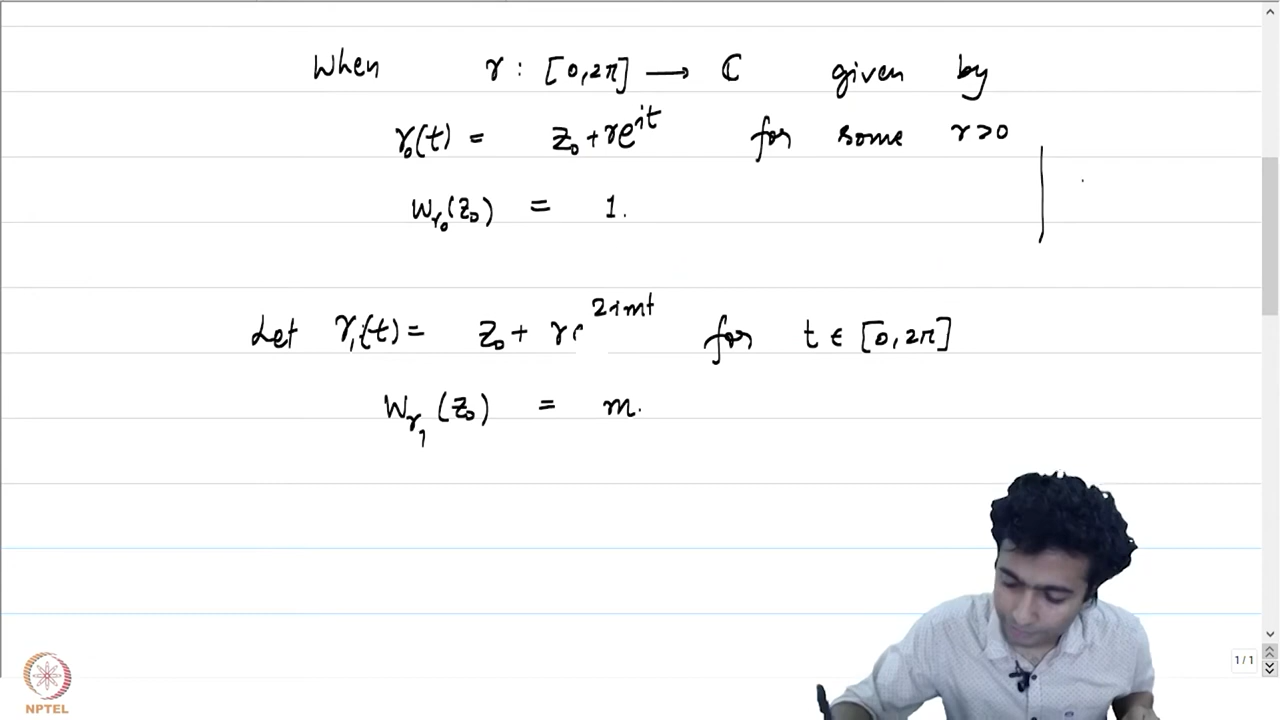 When γ : [0,2π] → ℂ given by
γ₀(t) = z₀ + re^{it} for some r>0
W_{γ₀}(z₀) = 1.
Let γ₁(t) = z₀ + re^{2πimt} for t ∈ [0,2π]
W_{γ₁}(z₀) = m.
1/1
NPTEL